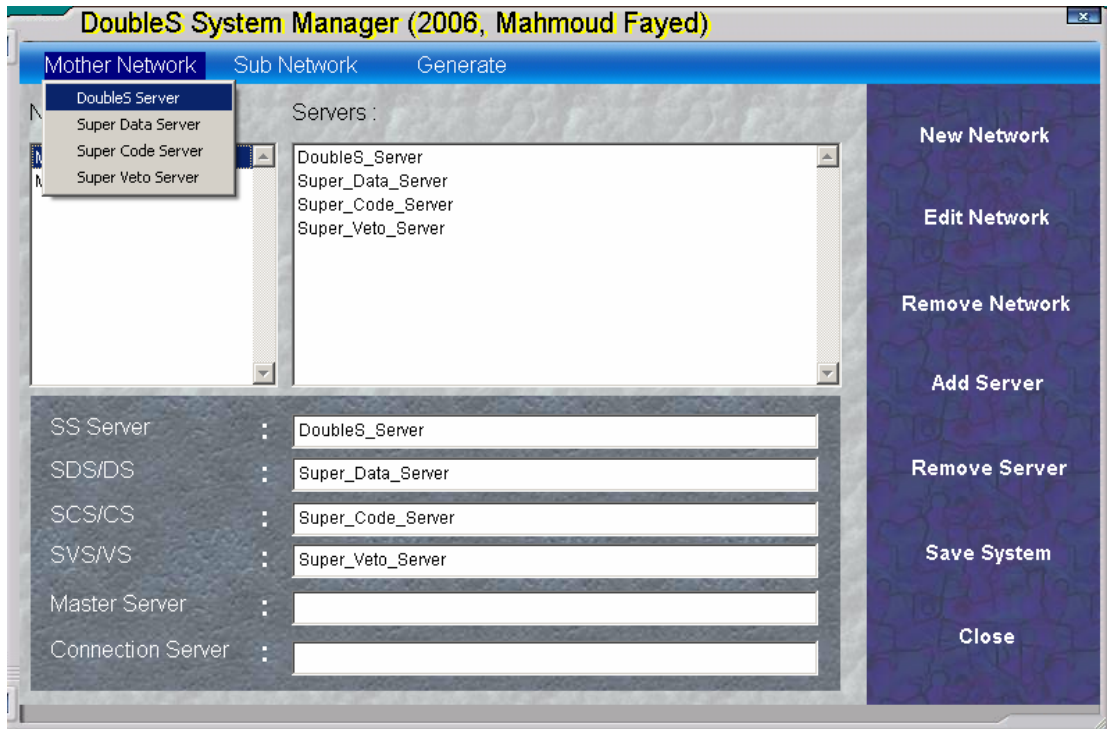 DoubleS System Manager (2006, Mahmoud Fayed)
Mother Network Sub Network Generate
DoubleS Server
Super Data Server
Super Code Server
Super Veto Server
Servers :
DoubleS_Server
Super_Data_Server
Super_Code_Server
Super_Veto_Server
SS Server : DoubleS_Server
SDS/DS : Super_Data_Server
SCS/CS : Super_Code_Server
SVS/VS : Super_Veto_Server
Master Server :
Connection Server :
New Network
Edit Network
Remove Network
Add Server
Remove Server
Save System
Close